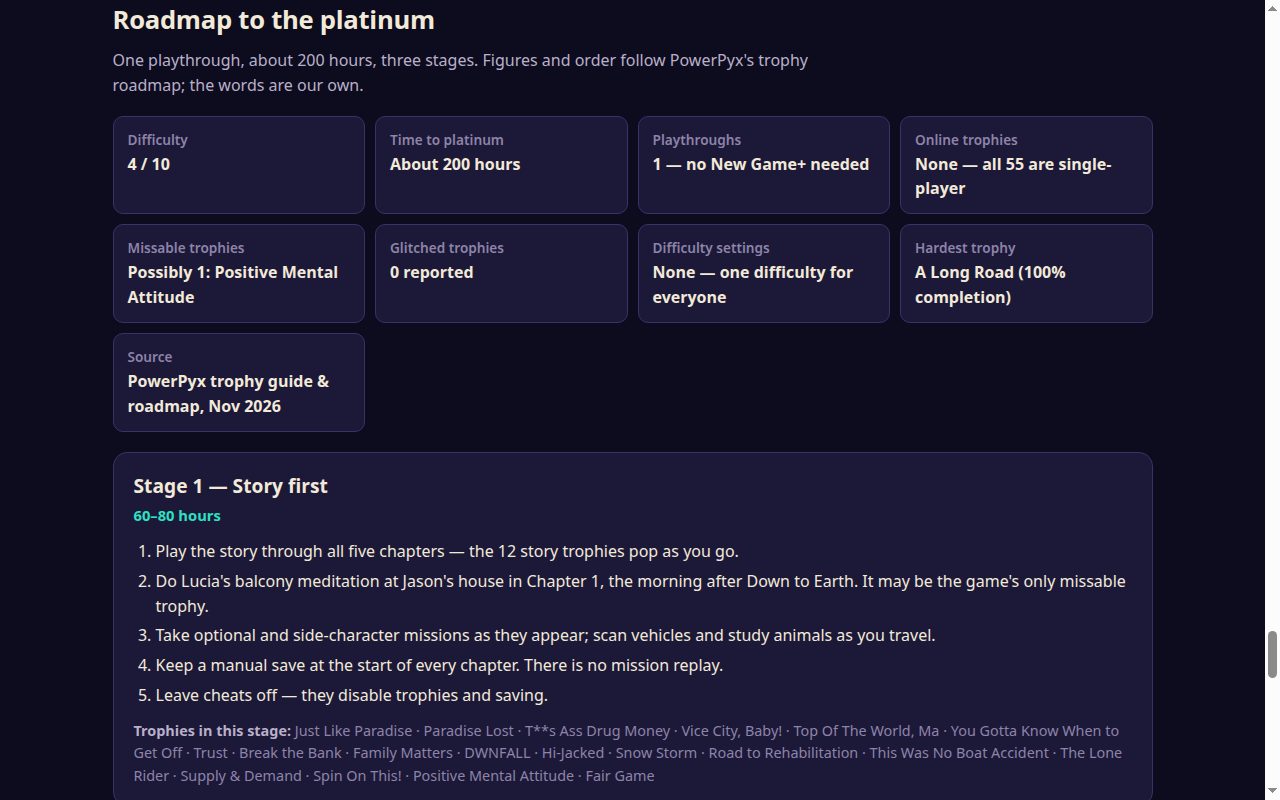 Roadmap to the platinum
One playthrough, about 200 hours, three stages. Figures and order follow PowerPyx's trophy
roadmap; the words are our own.
Difficulty
4 / 10
Time to platinum
About 200 hours
Playthroughs
1 — no New Game+ needed
Online trophies
None — all 55 are single-
player
Missable trophies
Possibly 1: Positive Mental
Attitude
Glitched trophies
0 reported
Difficulty settings
None — one difficulty for
everyone
Hardest trophy
A Long Road (100%
completion)
Source
PowerPyx trophy guide &
roadmap, Nov 2026
Stage 1 — Story first
60–80 hours
1. Play the story through all five chapters — the 12 story trophies pop as you go.
2. Do Lucia's balcony meditation at Jason's house in Chapter 1, the morning after Down to Earth. It may be the game's only missable
trophy.
3. Take optional and side-character missions as they appear; scan vehicles and study animals as you travel.
4. Keep a manual save at the start of every chapter. There is no mission replay.
5. Leave cheats off — they disable trophies and saving.
Trophies in this stage: Just Like Paradise · Paradise Lost · T**s Ass Drug Money · Vice City, Baby! · Top Of The World, Ma · You Gotta Know When to
Get Off · Trust · Break the Bank · Family Matters · DWNFALL · Hi-Jacked · Snow Storm · Road to Rehabilitation · This Was No Boat Accident · The Lone
Rider · Supply & Demand · Spin On This! · Positive Mental Attitude · Fair Game